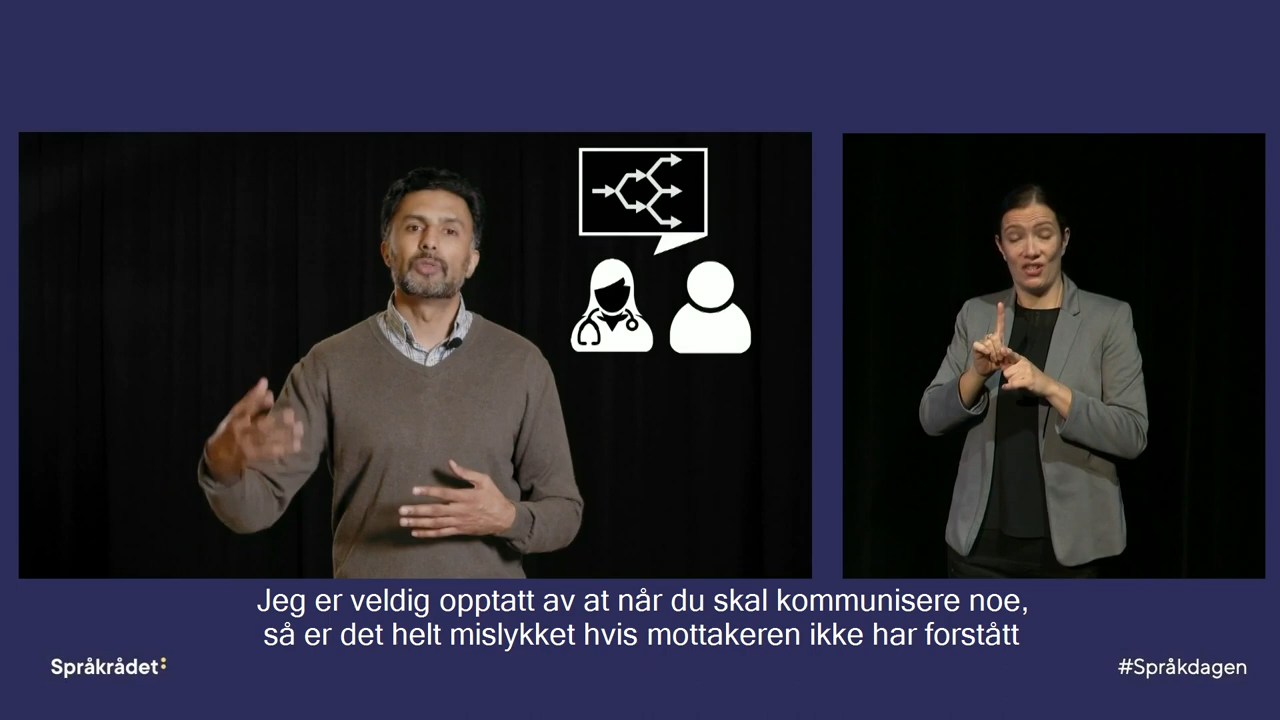 Jeg er veldig opptatt av at når du skal kommunisere noe,
så er det helt mislykket hvis mottakeren ikke har forstått
Språkrådet:
#Språkdagen